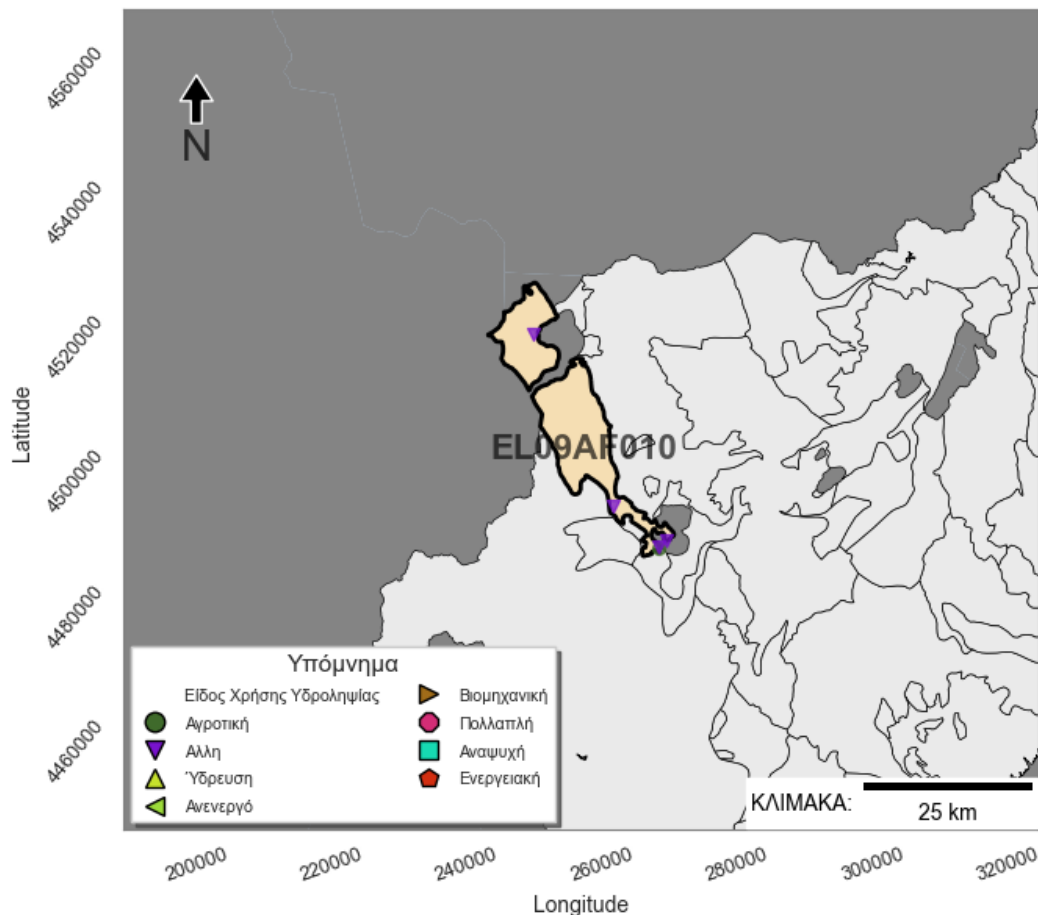 4560000
4540000
4520000
4500000
4480000
4460000
Latitude
N
EL09AF010
Υπόμνημα
Είδος Χρήσης Υδροληψίας
Αγροτική
Αλλη
Ύδρευση
Ανενεργό
Βιομηχανική
Πολλαπλή
Αναψυχή
Ενεργειακή
ΚΛΙΜΑΚΑ:
25 km
200000 220000 240000 260000 280000 300000 320000
Longitude